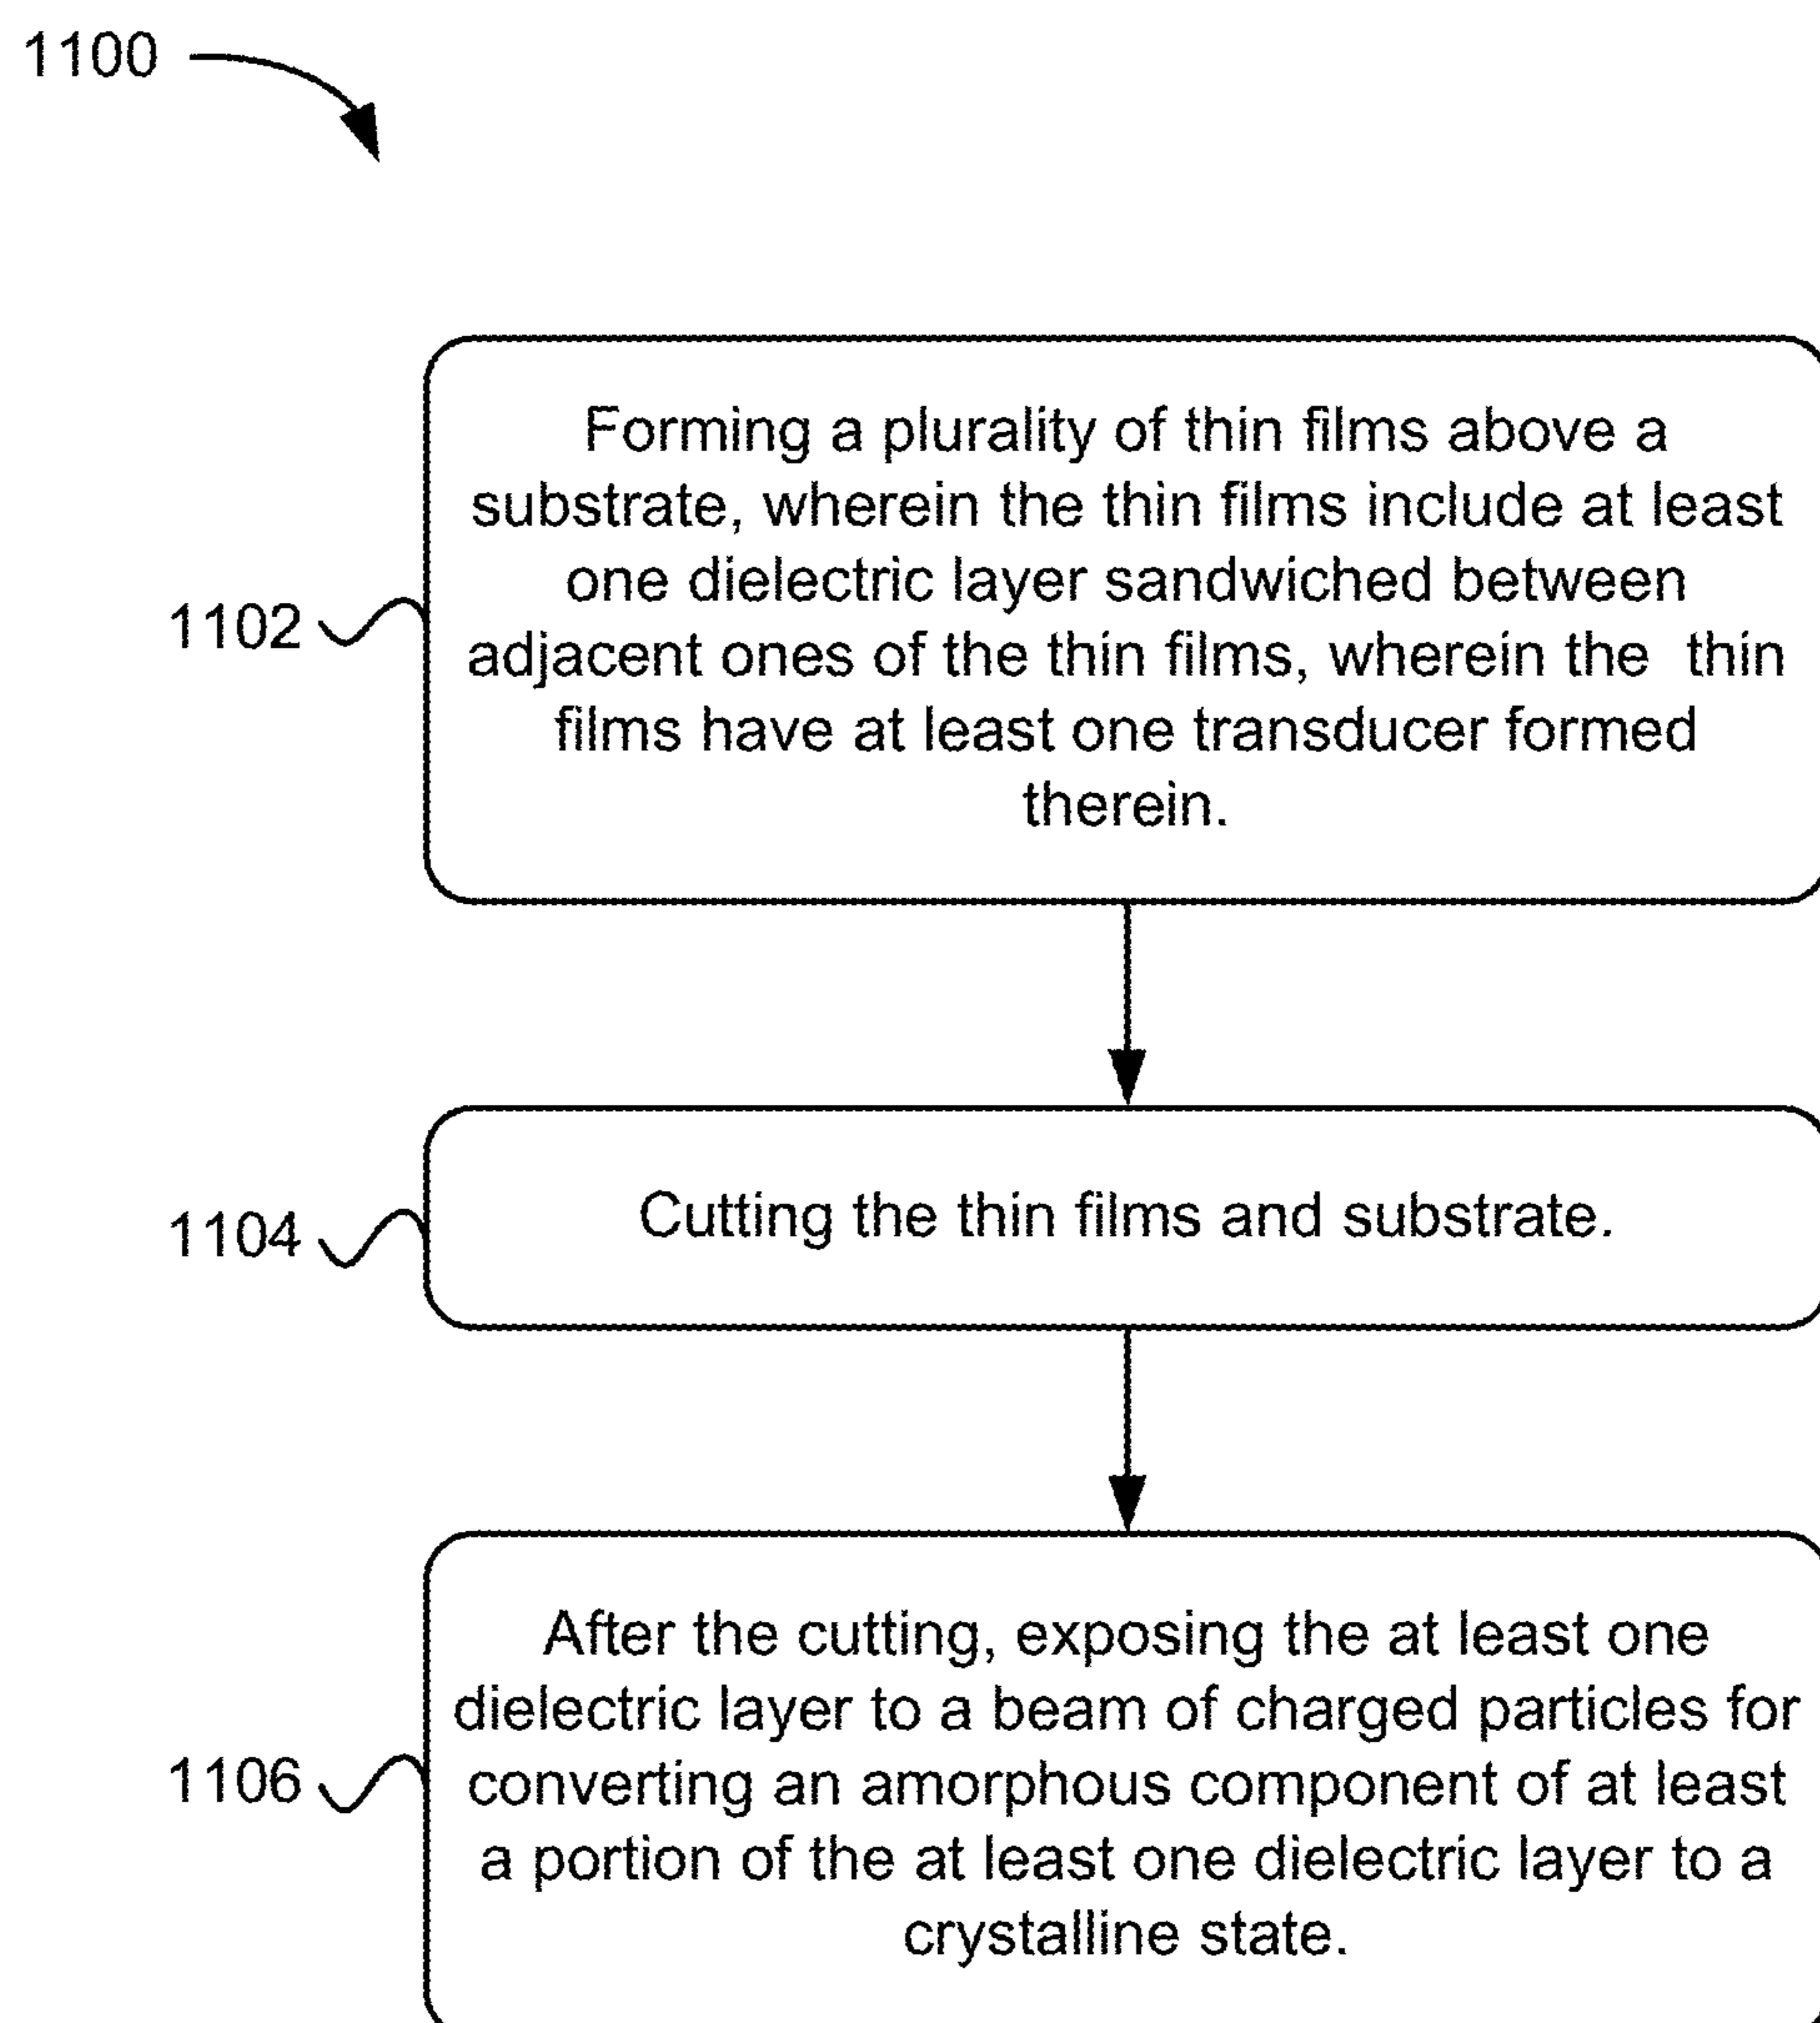 1100
Forming a plurality of thin films above a
substrate, wherein the thin films include at least
one dielectric layer sandwiched between
adjacent ones of the thin films, wherein the  thin
films have at least one transducer formed
therein.
1102
Cutting the thin films and substrate.
1104
After the cutting, exposing the at least one
dielectric layer to a beam of charged particles for
converting an amorphous component of at least
a portion of the at least one dielectric layer to a
crystalline state.
1106